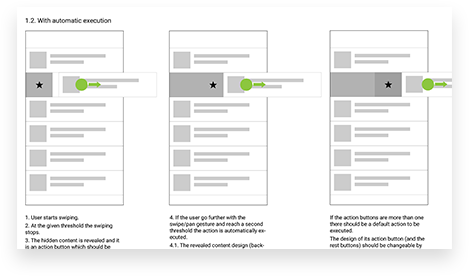 1.2. With automatic execution
1. User starts swiping.
2. At the given threshold the swiping
stops.
3. The hidden content is revealed and it
is an action button which should be
4. If the user go further with the
swipe/pan gesture and reach a second
threshold the action is automatically ex-
ecuted.
4.1. The revealed content design (back-
If the action buttons are more than one
there should be a default action to be
executed.
The design of its action button (and the
rest buttons) should be changeable by